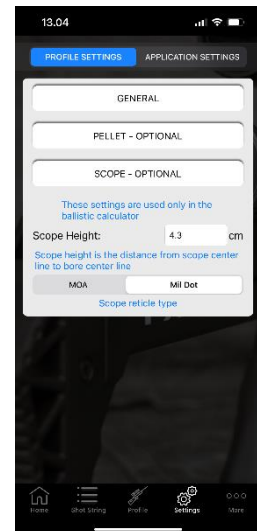 13.04
PROFILE SETTINGS APPLICATION SETTINGS
GENERAL
PELLET - OPTIONAL
SCOPE - OPTIONAL
These settings are used only in the
ballistic calculator
Scope Height: 4.3 cm
Scope height is the distance from scope center
line to bore center line
MOA Mil Dot
Scope reticle type
Home Shot String Profile Settings More